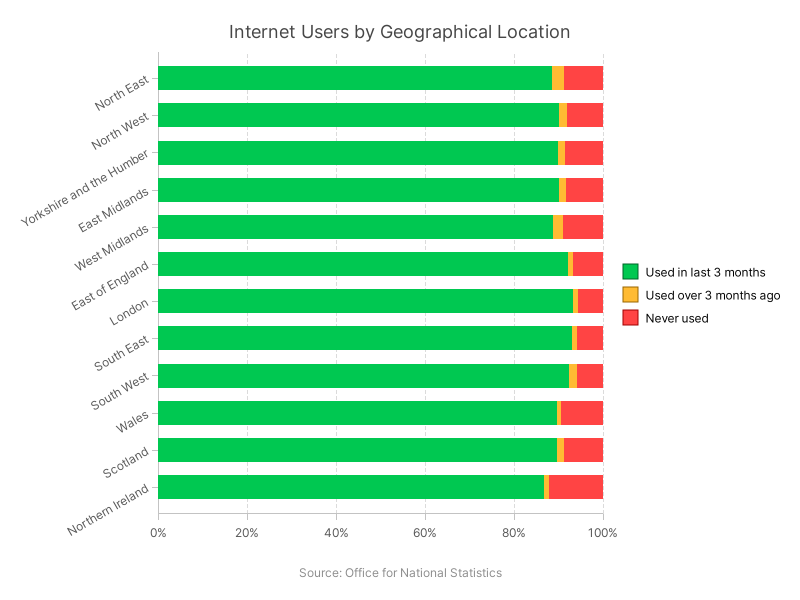 Internet Users by Geographical Location
North East
North West
Yorkshire and the Humber
East Midlands
West Midlands
East of England
London
South East
South West
Wales
Scotland
Northern Ireland
0% 20% 40% 60% 80% 100%
Used in last 3 months
Used over 3 months ago
Never used
Source: Office for National Statistics